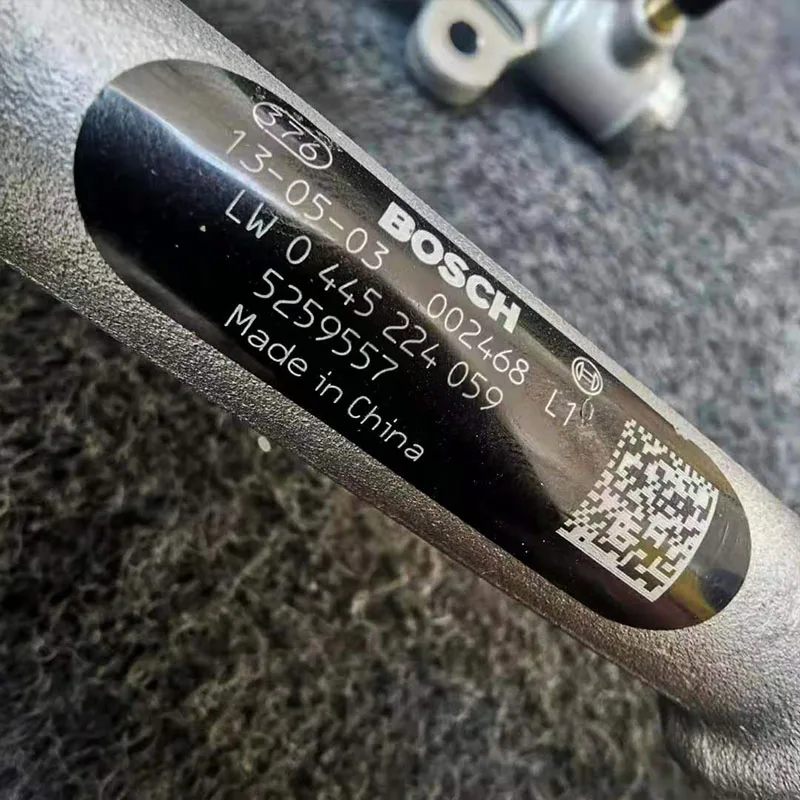 376
BOSCH
13-05-03 002468 L1
LW 0 445 224 059
5259557
Made in China